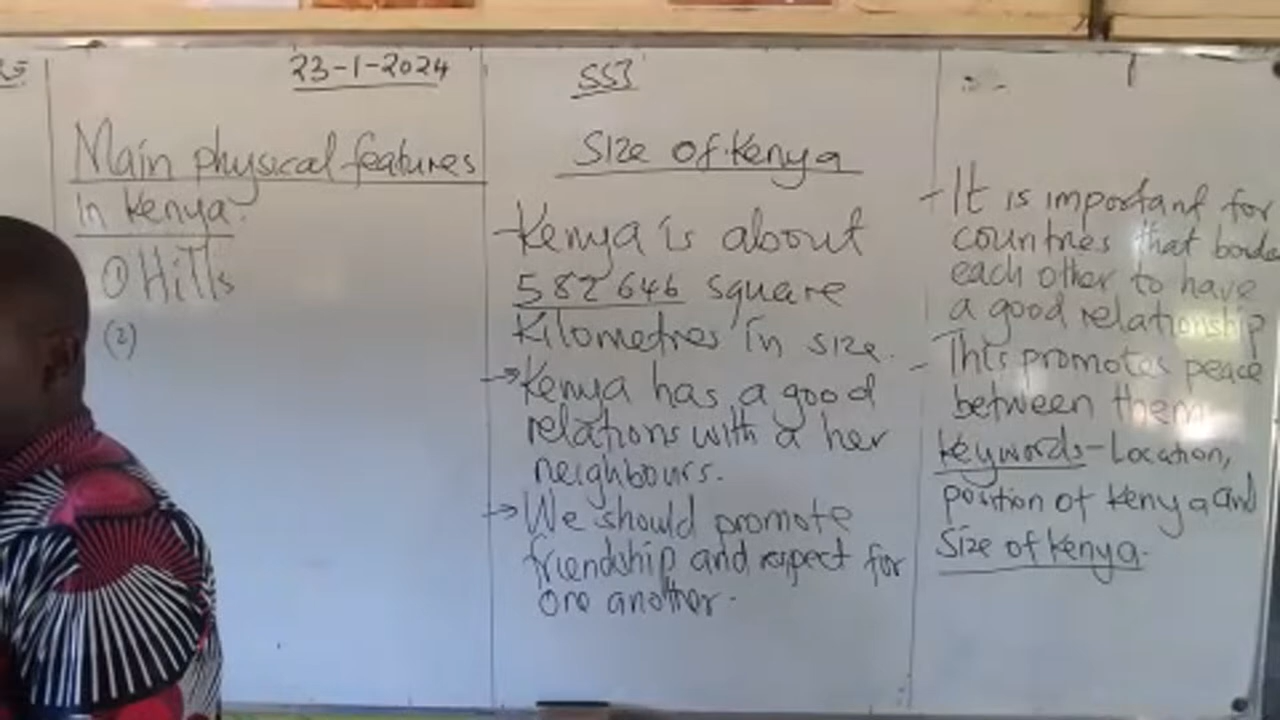 23-1-2024
Main physical features
in Kenya.
① Hills
(2)
SST
Size of Kenya
-Kenya is about
582 646 square
Kilometres in size.
→Kenya has a good
relations with a her
neighbours.
→We should promote
friendship and respect for
one another.
-It is important for
countries that borde
each other to have
a good relationship
- This promotes peace
between them
Keywords-Location,
position of Kenya and
Size of Kenya.